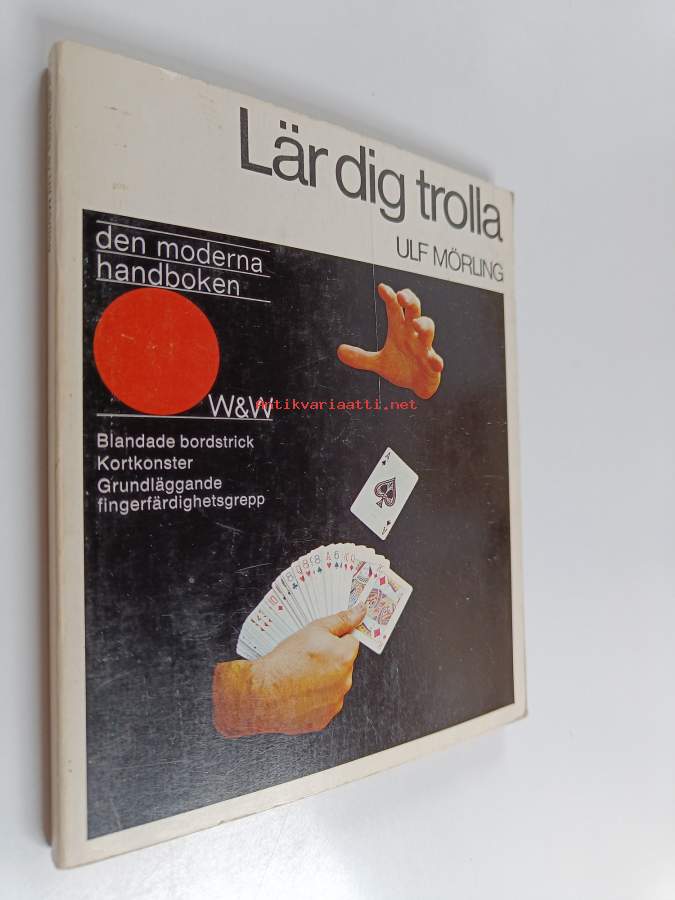 Lär dig trolla
ULF MÖRLING
den moderna
handboken
W&W
antikvariaatti.net
Blandade bordstrick
Kortkonster
Grundläggande
fingerfärdighetsgrepp
A
A